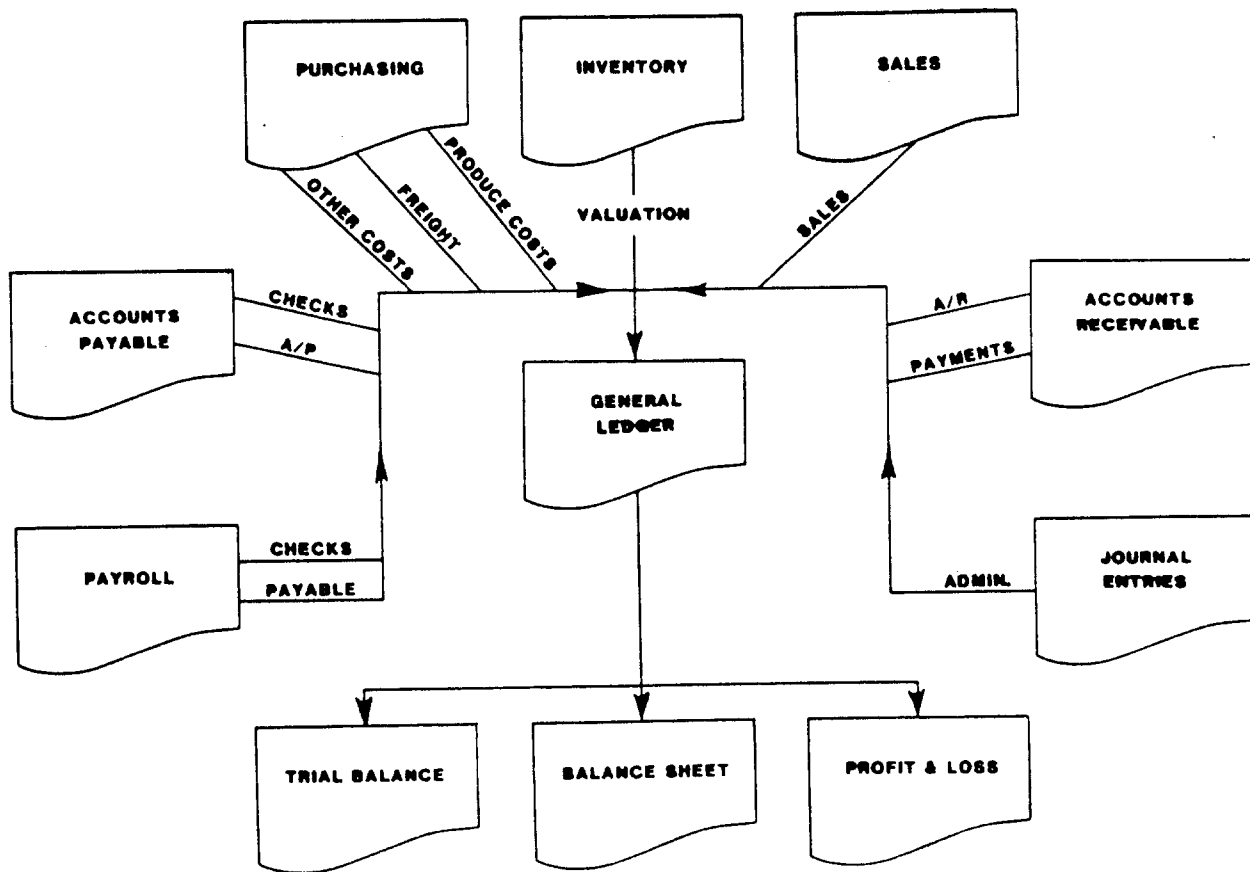 PURCHASING
INVENTORY
SALES
OTHER COSTS
FREIGHT
PRODUCE COSTS
VALUATION
SALES
ACCOUNTS
PAYABLE
CHECKS
A/P
A/R
PAYMENTS
ACCOUNTS
RECEIVABLE
GENERAL
LEDGER
PAYROLL
CHECKS
PAYABLE
ADMIN.
JOURNAL
ENTRIES
TRIAL BALANCE
BALANCE SHEET
PROFIT & LOSS